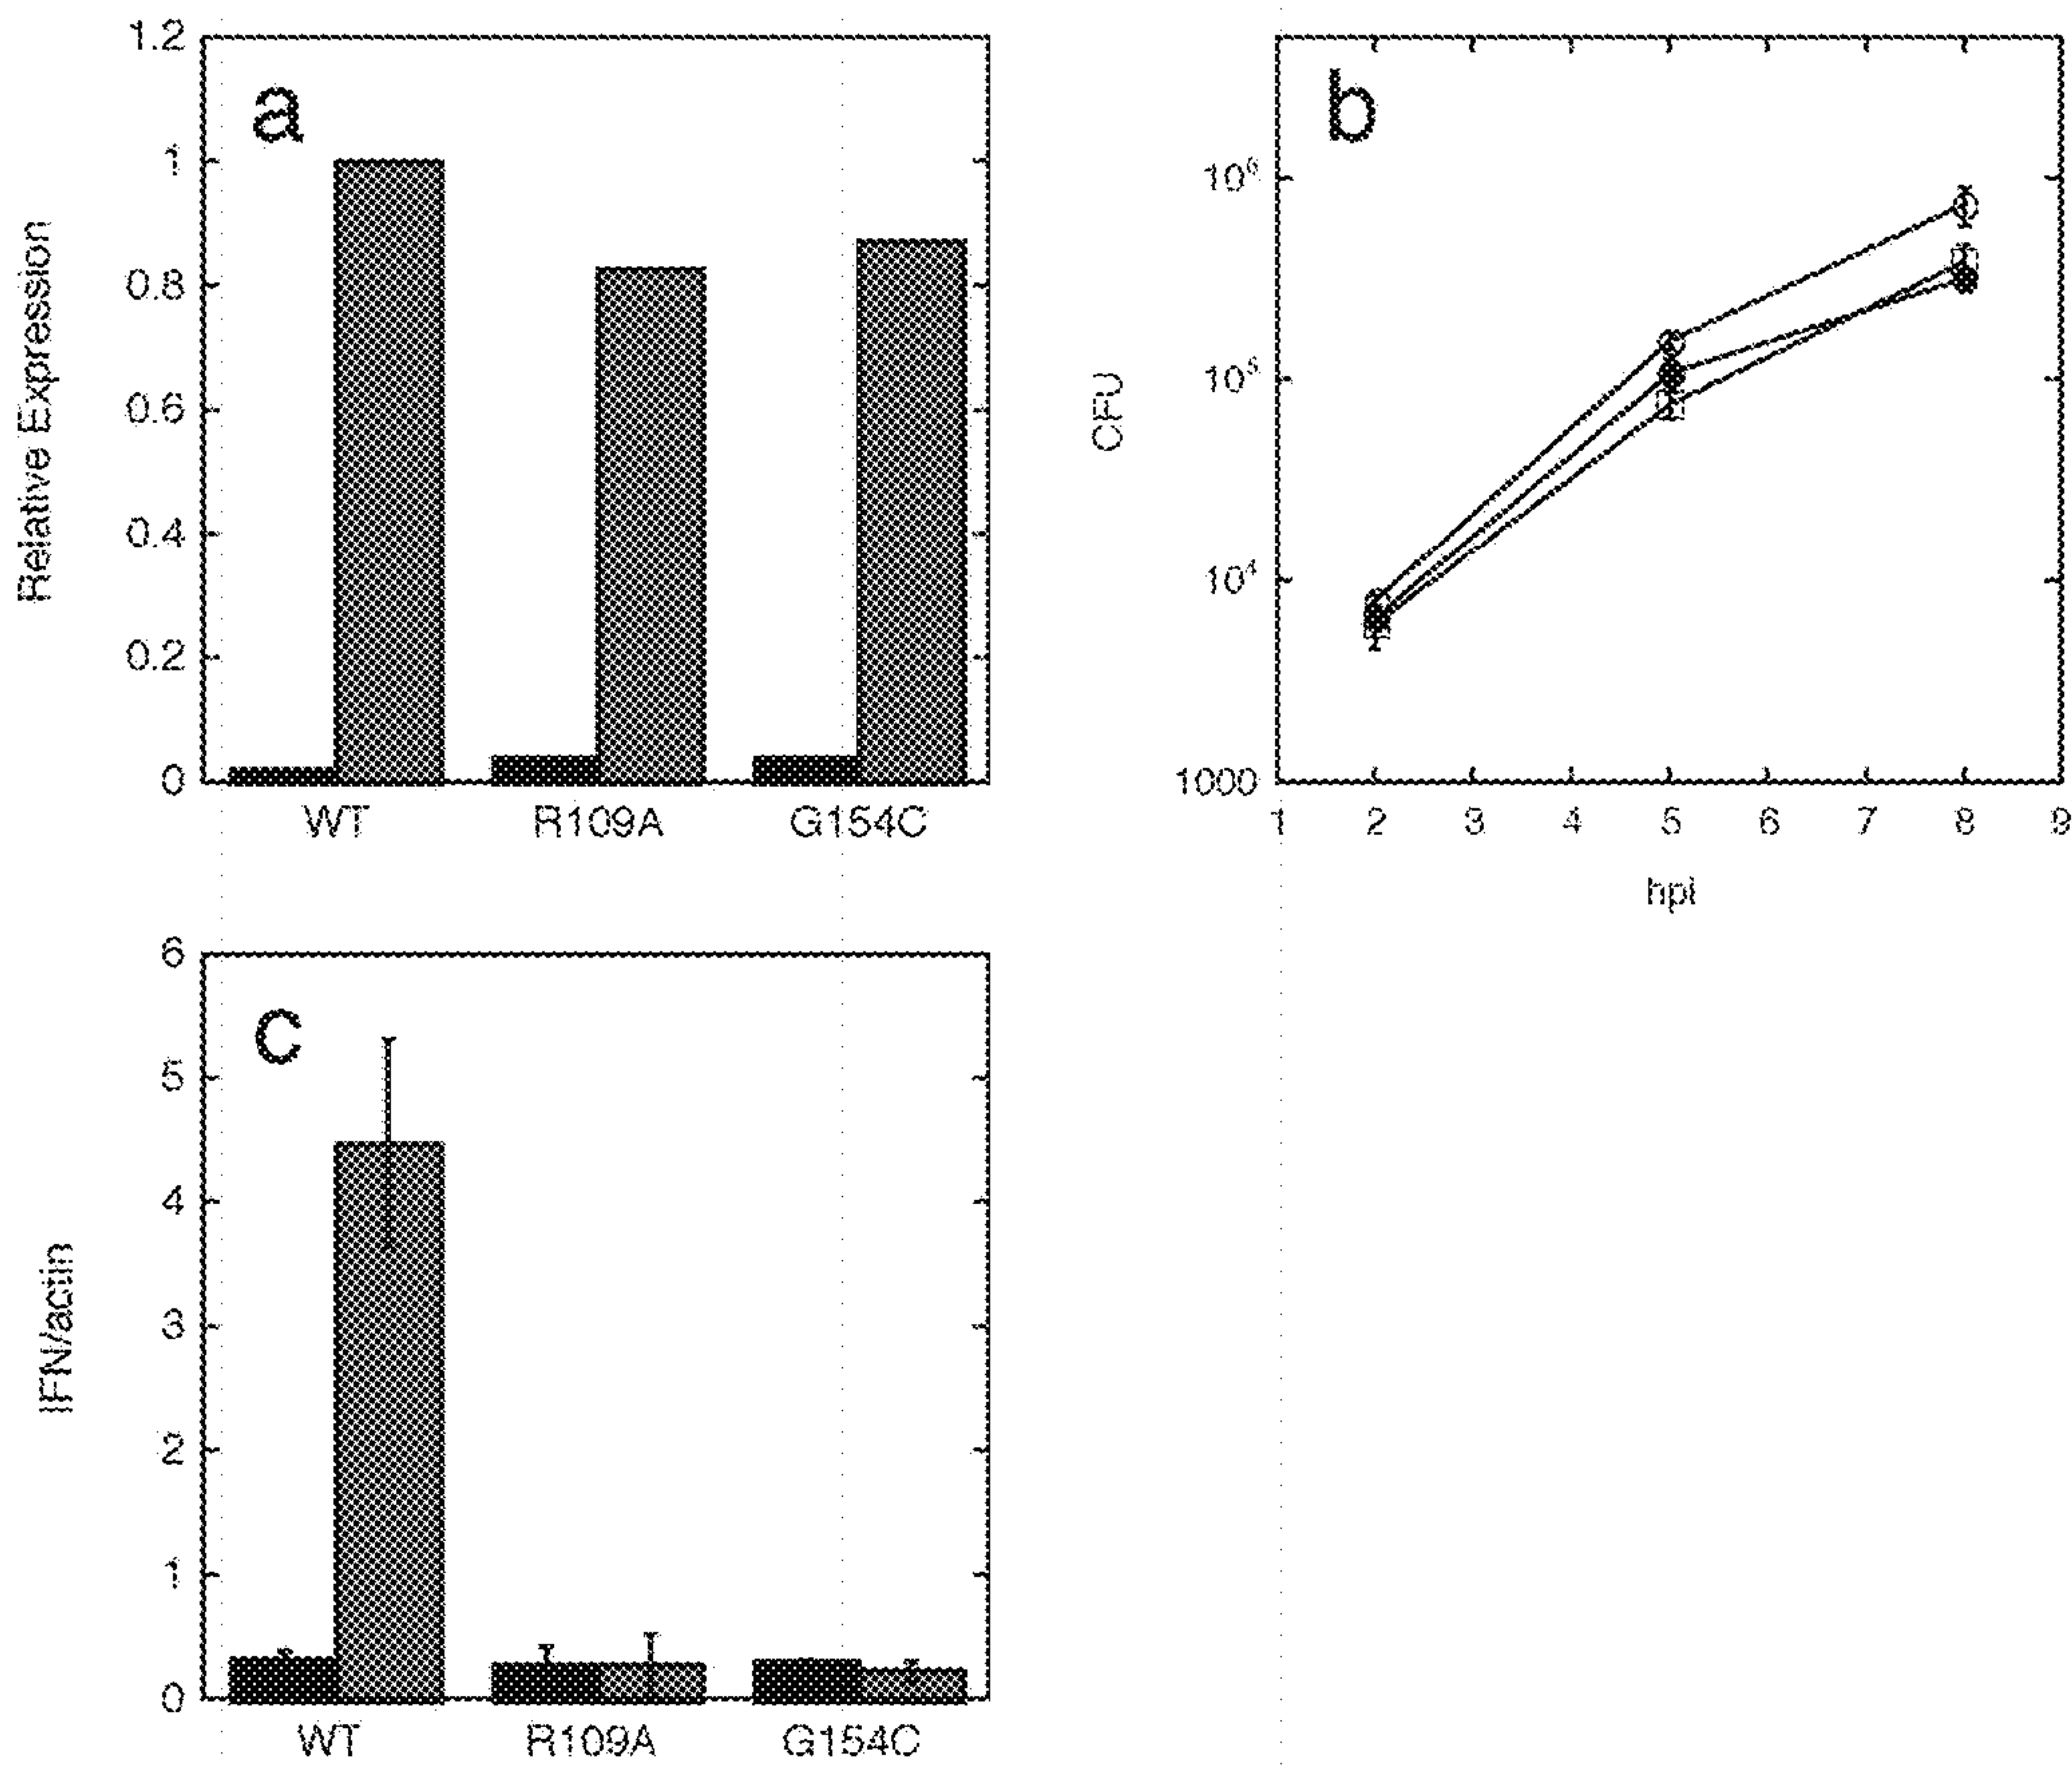 a
Relative Expression
1.2
1
0.8
0.6
0.4
0.2
0
WT R109A G154C
b
CFU
10⁶
10⁵
10⁴
1000
1 2 3 4 5 6 7 8 9
hpi
c
IFN/actin
6
5
4
3
2
1
0
WT R109A G154C